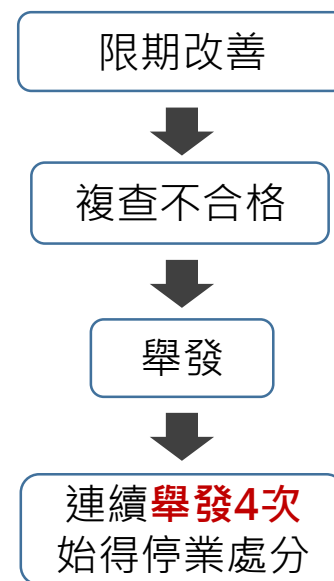 限期改善
複查不合格
舉發
連續舉發4次
始得停業處分